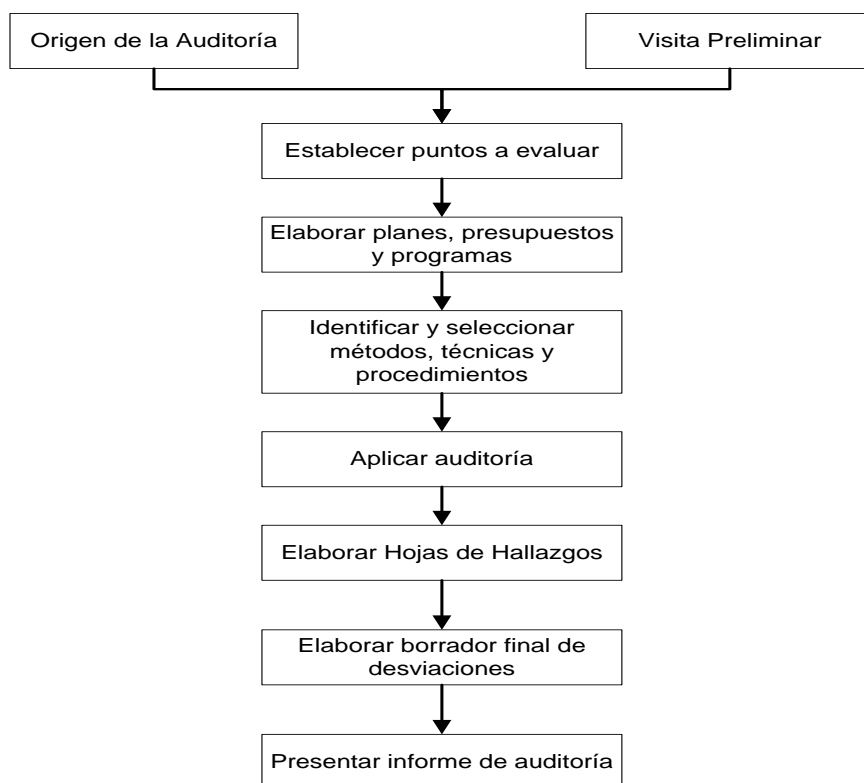 Origen de la Auditoría
Visita Preliminar
Establecer puntos a evaluar
Elaborar planes, presupuestos
y programas
Identificar y seleccionar
métodos, técnicas y
procedimientos
Aplicar auditoría
Elaborar Hojas de Hallazgos
Elaborar borrador final de
desviaciones
Presentar informe de auditoría